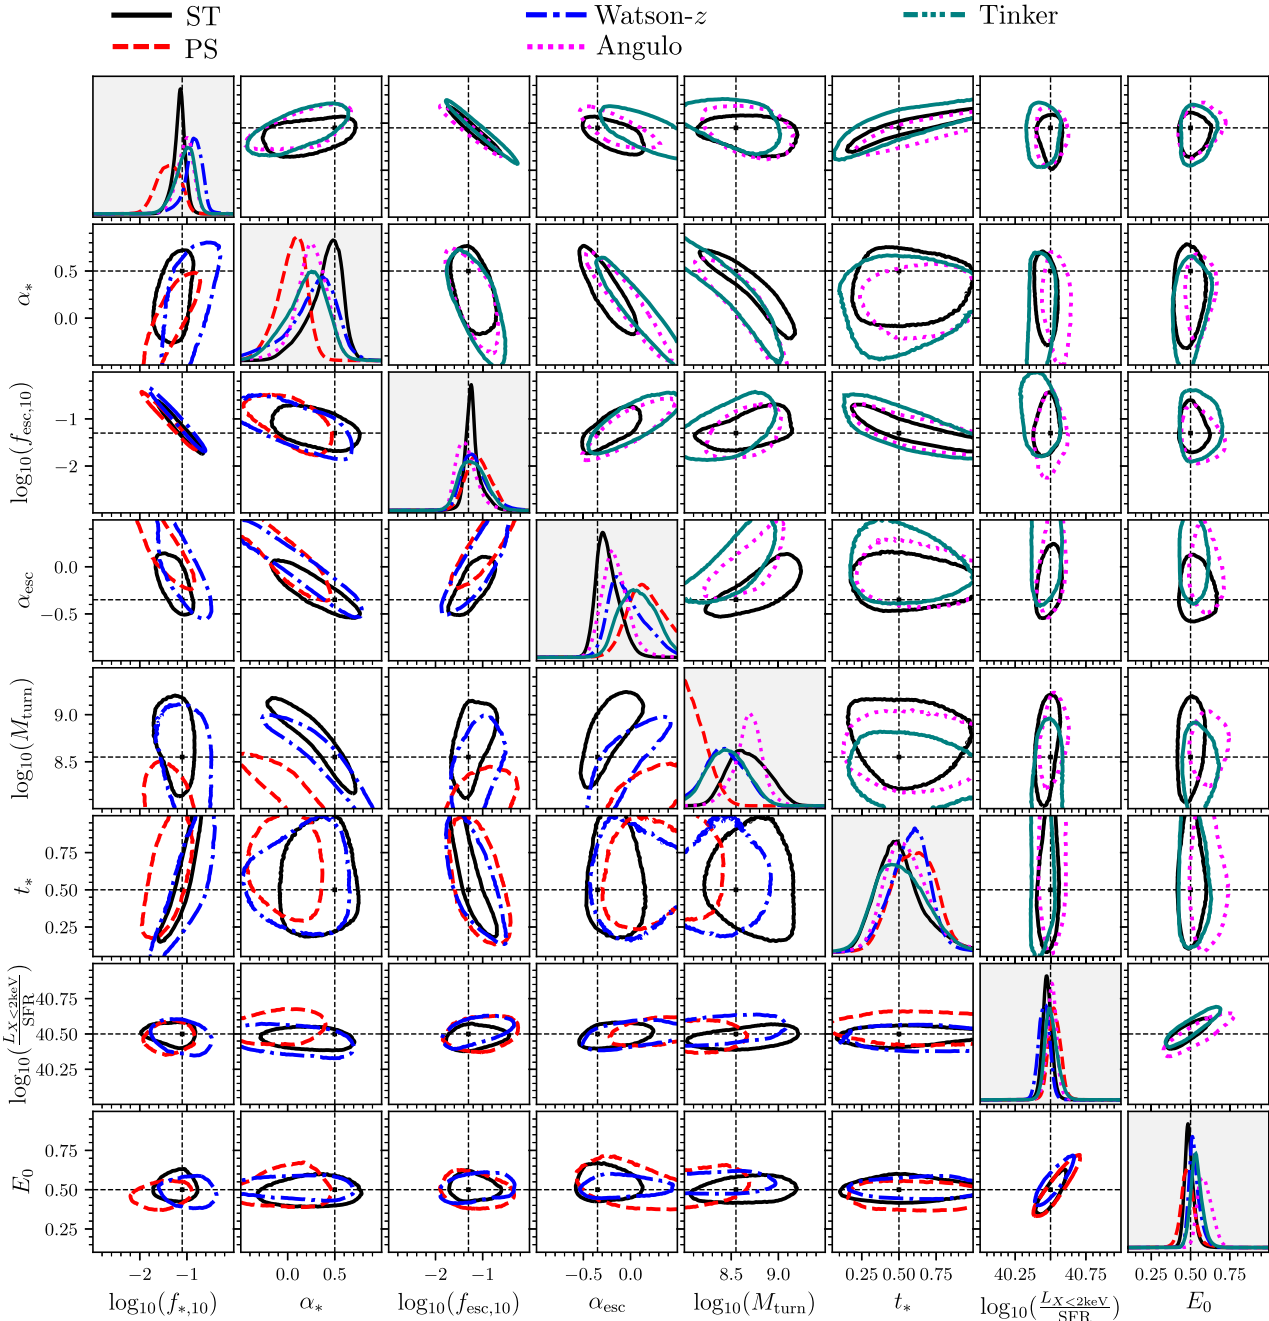 ST Watson-z Tinker
PS Angulo
α*
0.5
0.0
log10(fesc,10)
−1
−2
αesc
0.0
−0.5
log10(Mturn)
9.0
8.5
t*
0.75
0.50
0.25
log10(LX<2keV/SFR)
40.75
40.50
40.25
E0
0.75
0.50
0.25
−2 −1 0.0 0.5 −2 −1 −0.5 0.0 8.5 9.0 0.25 0.50 0.75 40.25 40.75 0.25 0.50 0.75
log10(f*,10) α* log10(fesc,10) αesc log10(Mturn) t* log10(LX<2keV/SFR) E0